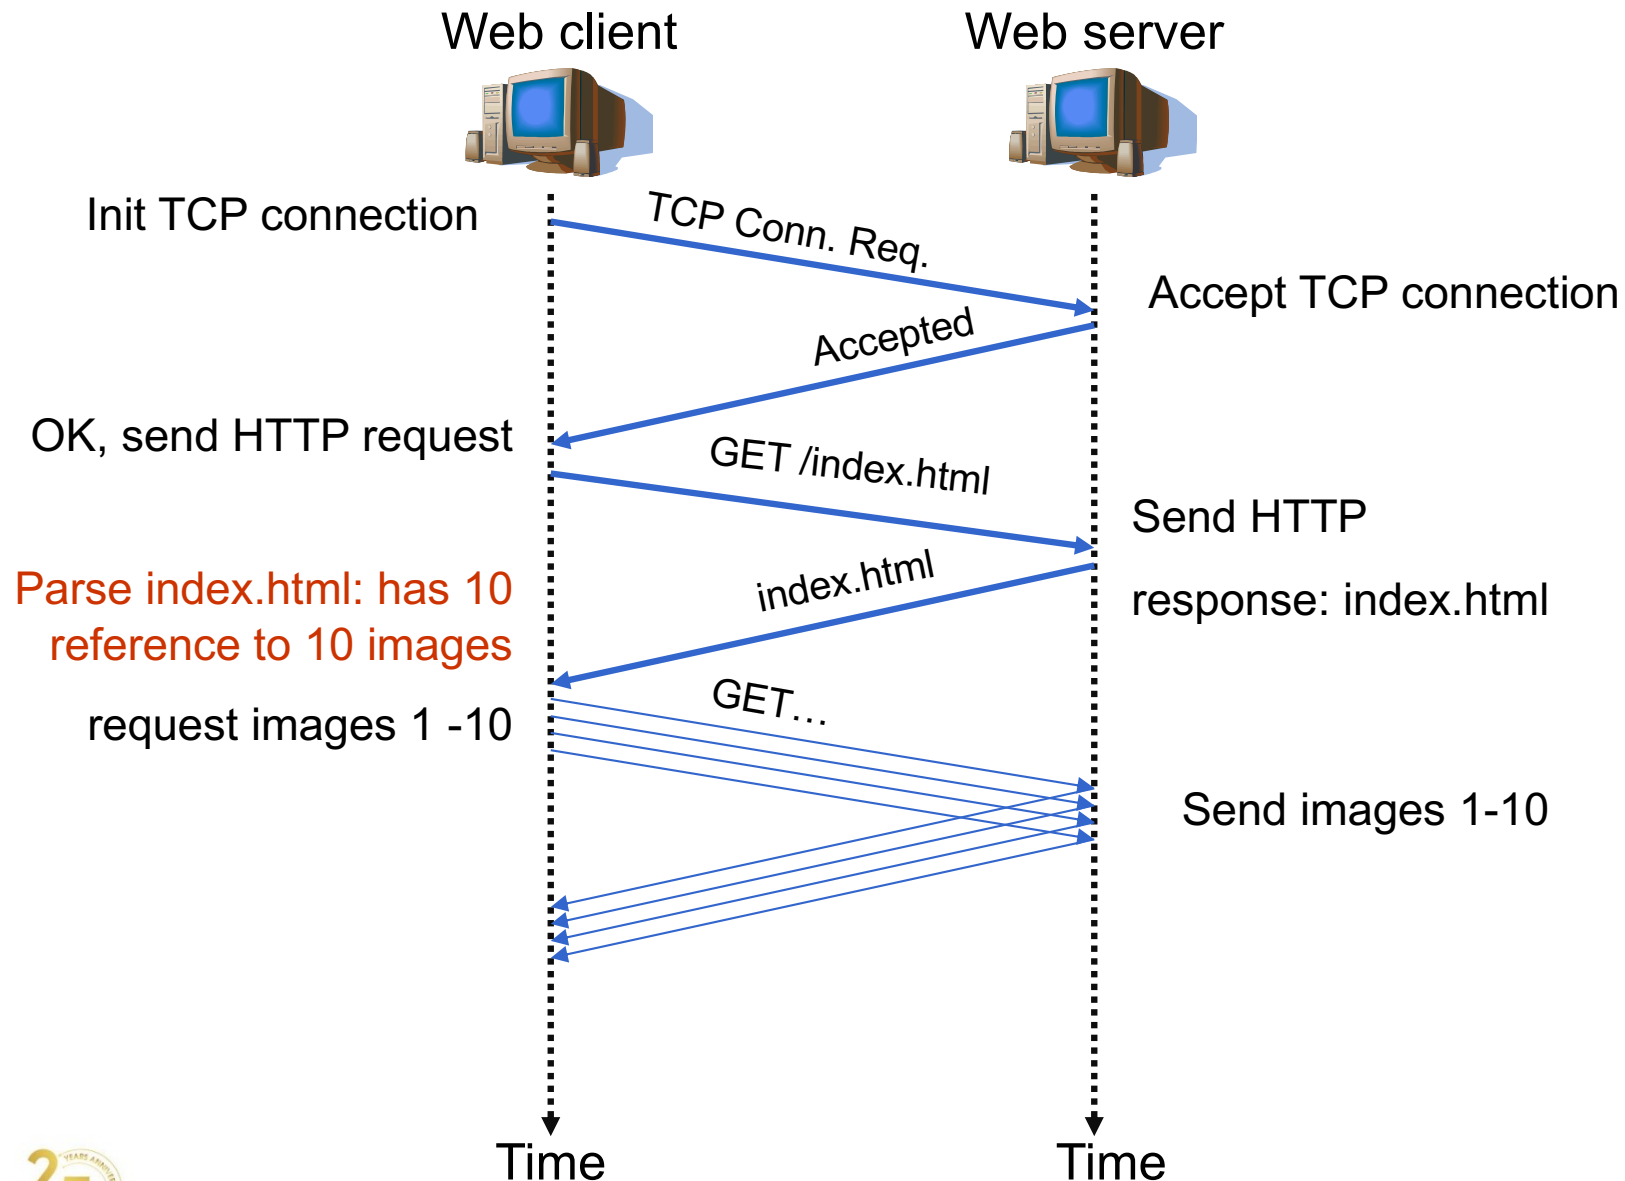 Web client
Web server
Init TCP connection
TCP Conn. Req.
Accept TCP connection
Accepted
OK, send HTTP request
GET /index.html
Send HTTP
response: index.html
index.html
Parse index.html: has 10
reference to 10 images
request images 1 -10
GET…
Send images 1-10
Time
Time
2
YEARS